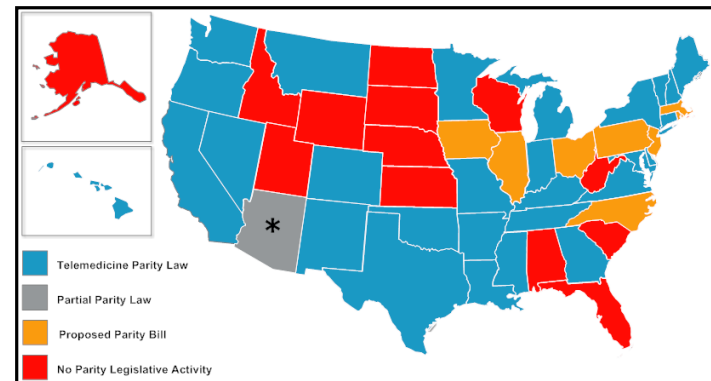 *
Telemedicine Parity Law
Partial Parity Law
Proposed Parity Bill
No Parity Legislative Activity